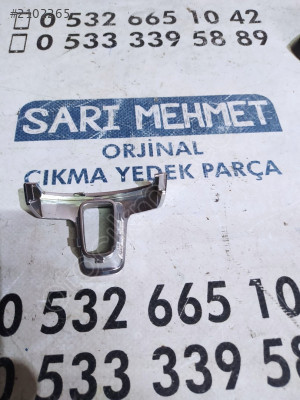 #2102265
0 532 665 10 42
0 533 339 58 89
SARI MEHMET
ORJİNAL
ÇIKMA YEDEK PARÇA
0 532 665 10
0 533 339 58